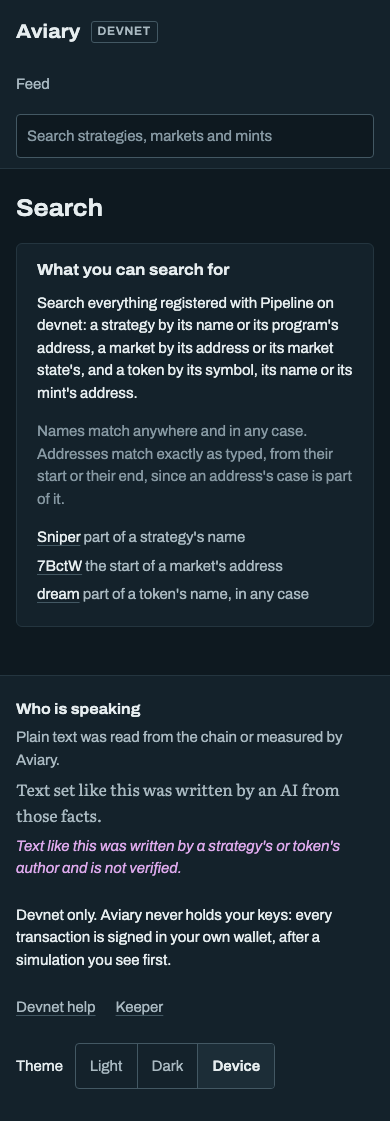 Aviary DEVNET
Feed
Search strategies, markets and mints
Search
What you can search for
Search everything registered with Pipeline on
devnet: a strategy by its name or its program's
address, a market by its address or its market
state's, and a token by its symbol, its name or its
mint's address.
Names match anywhere and in any case.
Addresses match exactly as typed, from their
start or their end, since an address's case is part
of it.
Sniper part of a strategy's name
7BctW the start of a market's address
dream part of a token's name, in any case
Who is speaking
Plain text was read from the chain or measured by
Aviary.
Text set like this was written by an AI from
those facts.
Text like this was written by a strategy's or token's
author and is not verified.
Devnet only. Aviary never holds your keys: every
transaction is signed in your own wallet, after a
simulation you see first.
Devnet help Keeper
Theme Light Dark Device